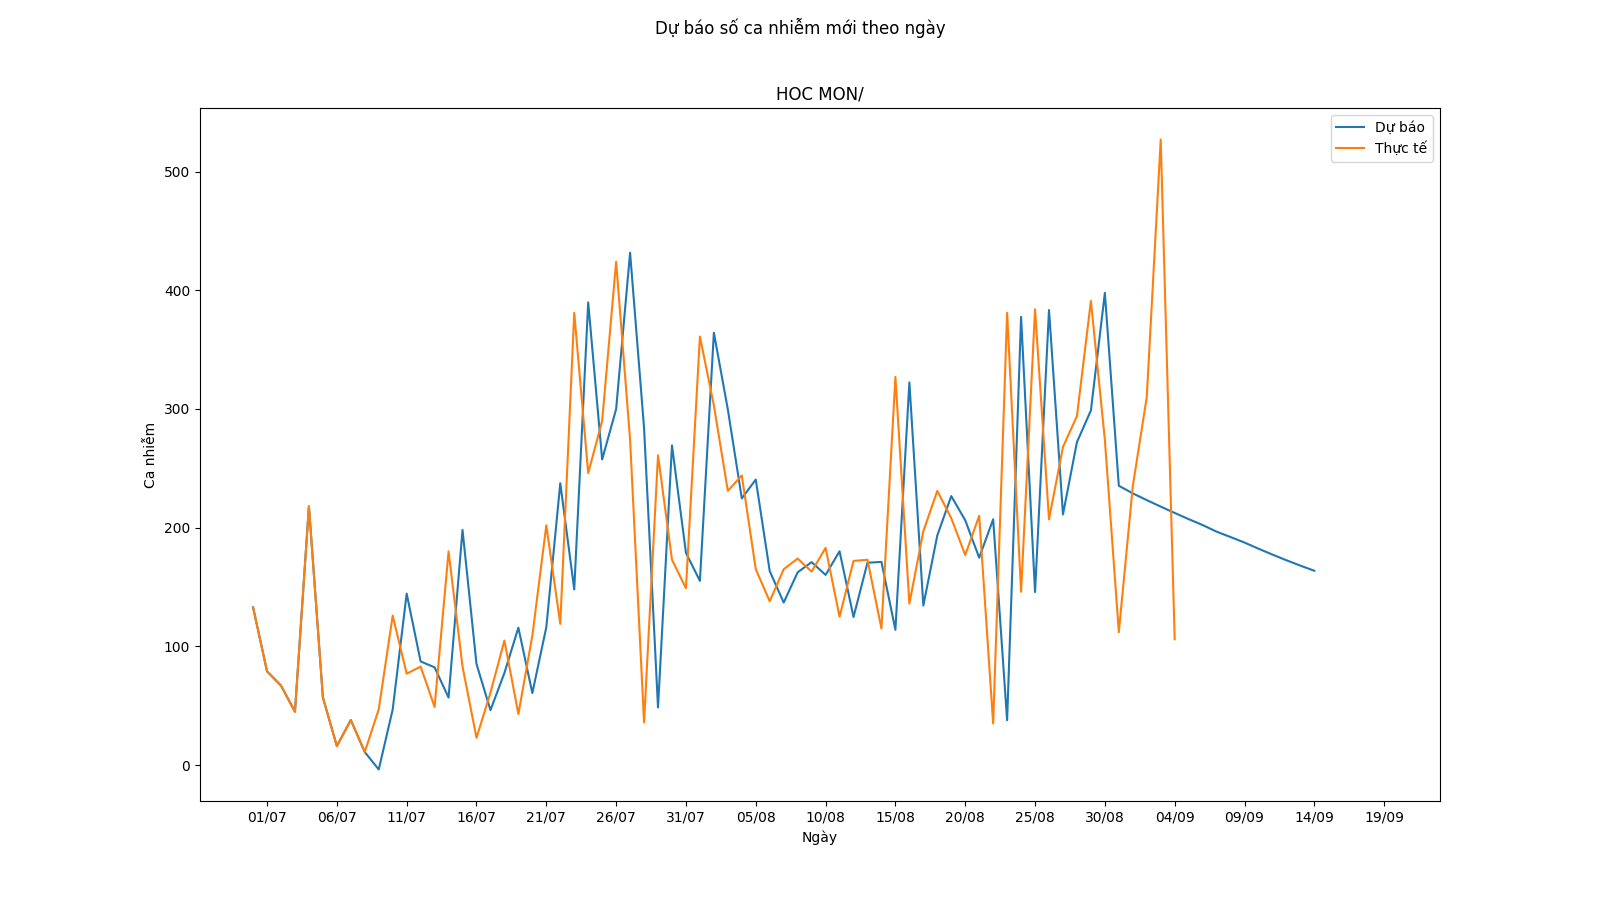 Dự báo số ca nhiễm mới theo ngày
HOC MON/
Dự báo
Thực tế
500
400
300
200
100
0
Ca nhiễm
01/07 06/07 11/07 16/07 21/07 26/07 31/07 05/08 10/08 15/08 20/08 25/08 30/08 04/09 09/09 14/09 19/09
Ngày